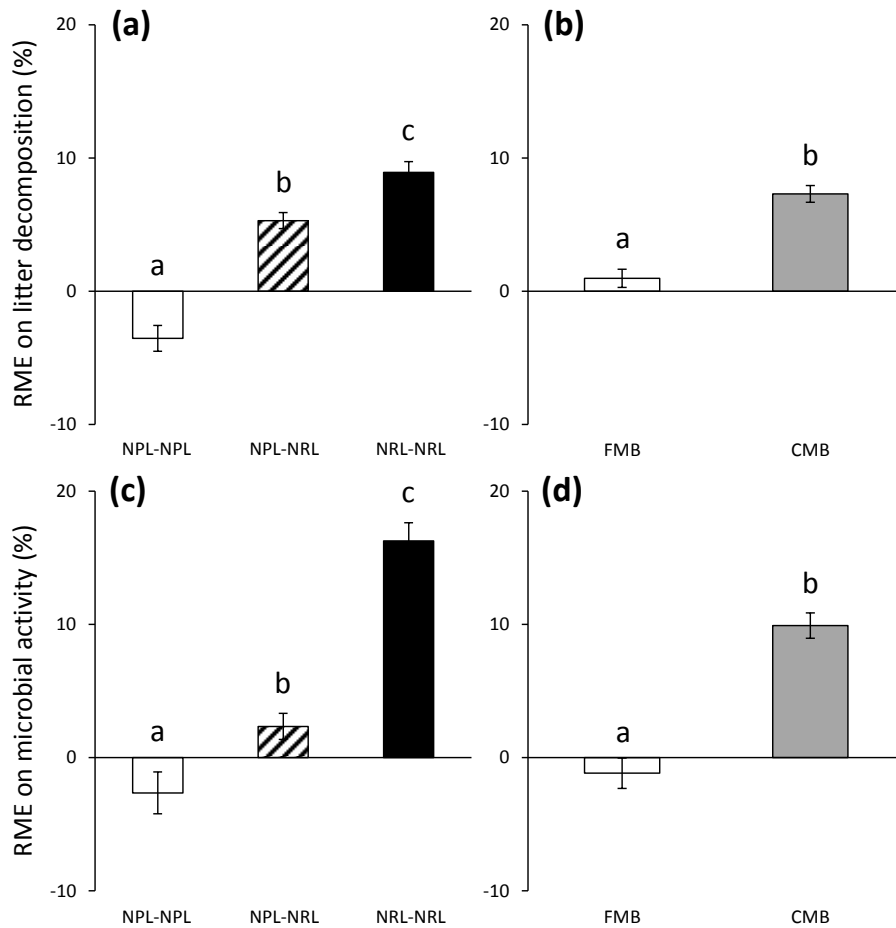 (a)
RME on litter decomposition (%)
20
10
0
-10
a
b
c
NPL-NPL NPL-NRL NRL-NRL
(b)
20
10
0
-10
a
b
FMB CMB
(c)
RME on microbial activity (%)
20
10
0
-10
a
b
c
NPL-NPL NPL-NRL NRL-NRL
(d)
20
10
0
-10
a
b
FMB CMB